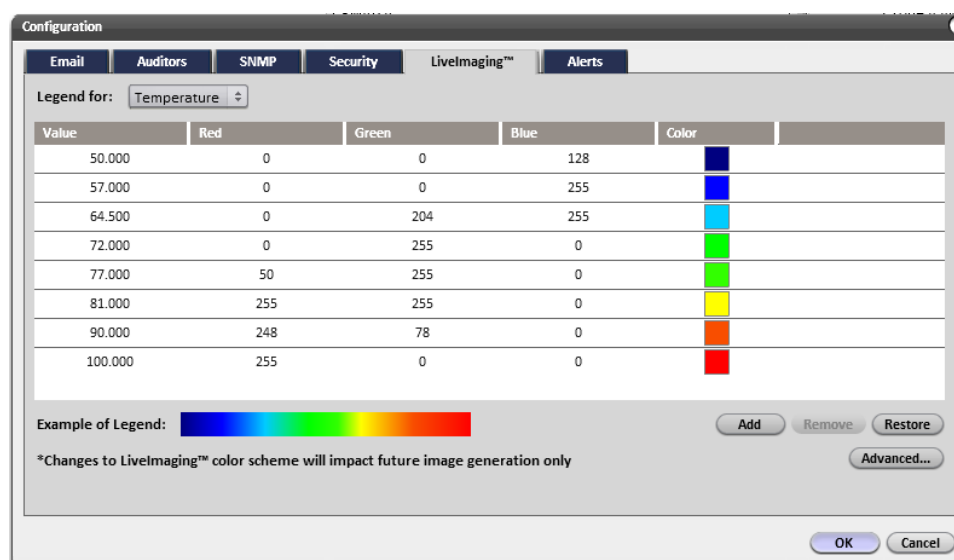 Configuration
Email Auditors SNMP Security LiveImaging™ Alerts
Legend for: Temperature
Value Red Green Blue Color
50.000 0 0 128
57.000 0 0 255
64.500 0 204 255
72.000 0 255 0
77.000 50 255 0
81.000 255 255 0
90.000 248 78 0
100.000 255 0 0
Example of Legend: Add Remove Restore
*Changes to LiveImaging™ color scheme will impact future image generation only Advanced...
OK Cancel